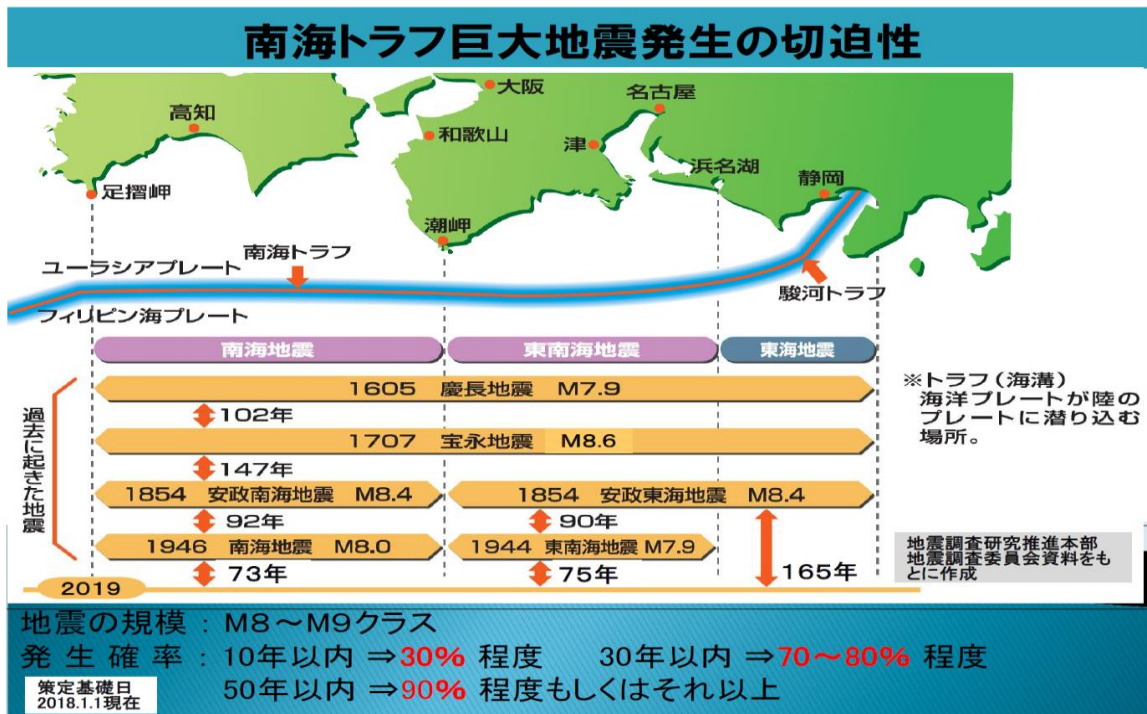 南海トラフ巨大地震発生の切迫性
大阪
名古屋
高知
和歌山
津
浜名湖
静岡
足摺岬
潮岬
南海トラフ
ユーラシアプレート
駿河トラフ
フィリピン海プレート
南海地震
東南海地震
東海地震
過去に起きた地震
1605 慶長地震 M7.9
102年
1707 宝永地震 M8.6
147年
1854 安政南海地震 M8.4
1854 安政東海地震 M8.4
92年
90年
1946 南海地震 M8.0
1944 東南海地震 M7.9
73年
75年
165年
2019
※トラフ(海溝)
海洋プレートが陸の
プレートに潜り込む
場所。
地震調査研究推進本部
地震調査委員会資料をも
とに作成
地震の規模 : M8~M9クラス
発生確率 : 10年以内 ⇒30% 程度 30年以内 ⇒70~80% 程度
50年以内 ⇒90% 程度もしくはそれ以上
策定基礎日
2018.1.1現在